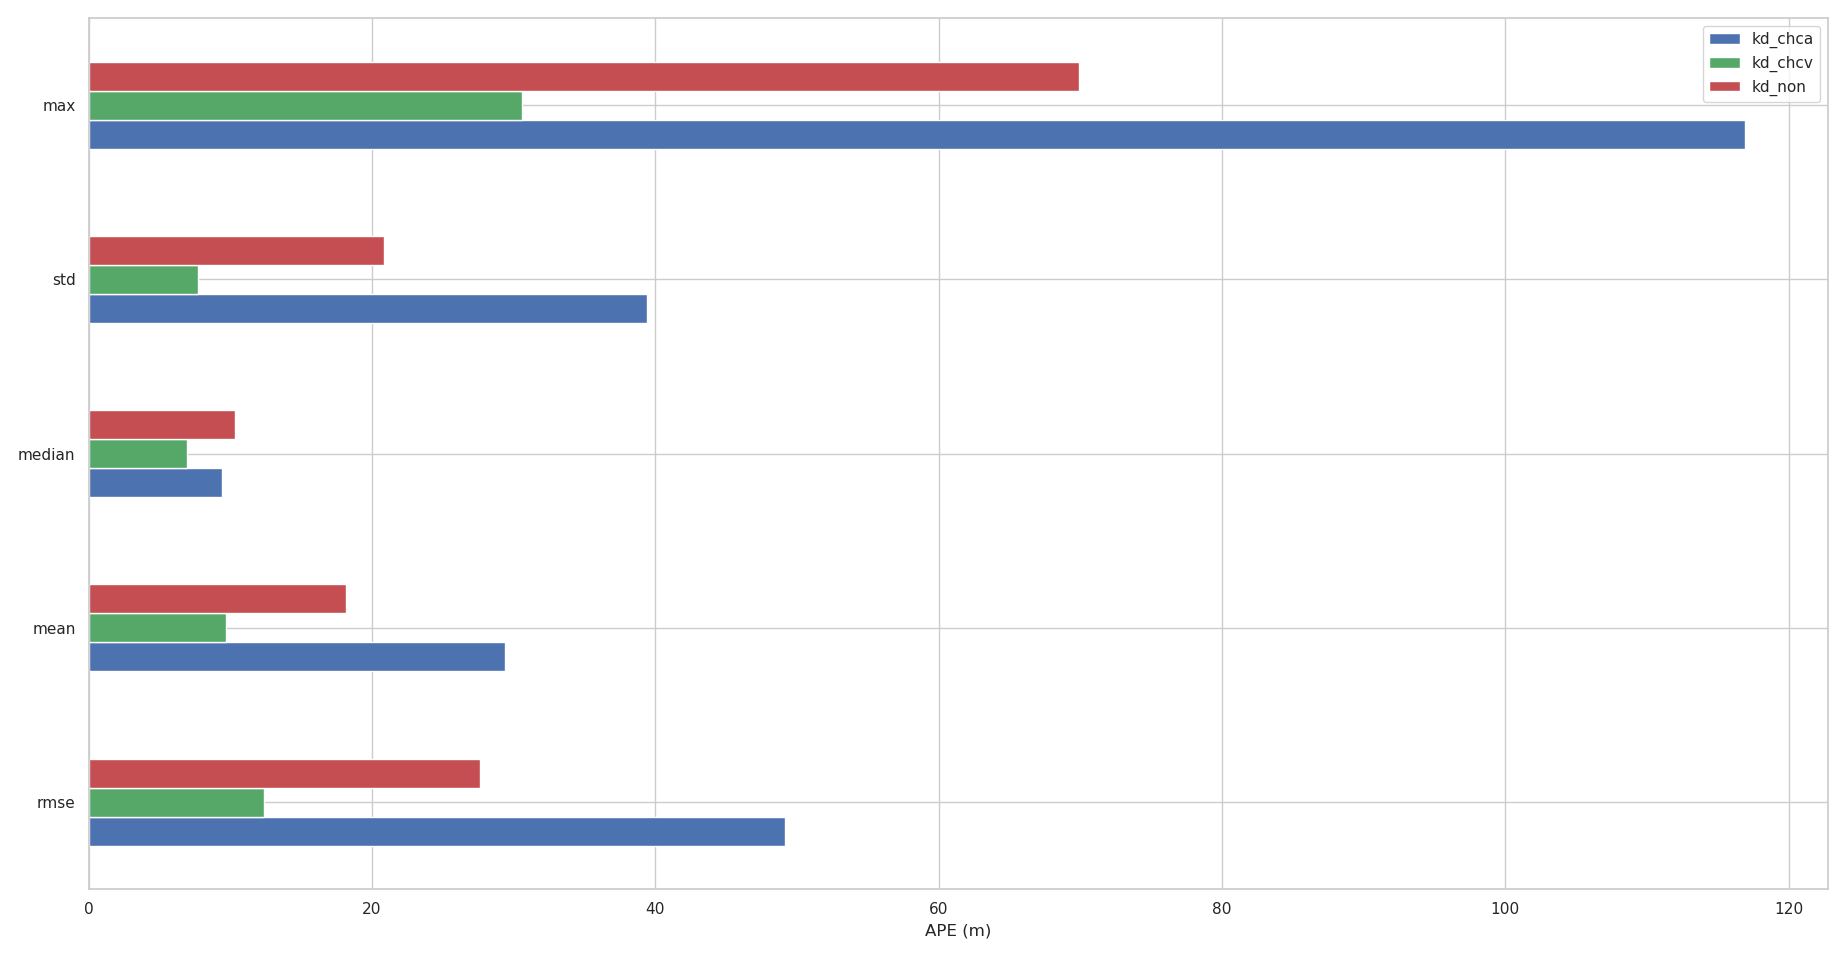 kd_chca
kd_chcv
kd_non
max
std
median
mean
rmse
0 20 40 60 80 100 120
APE (m)